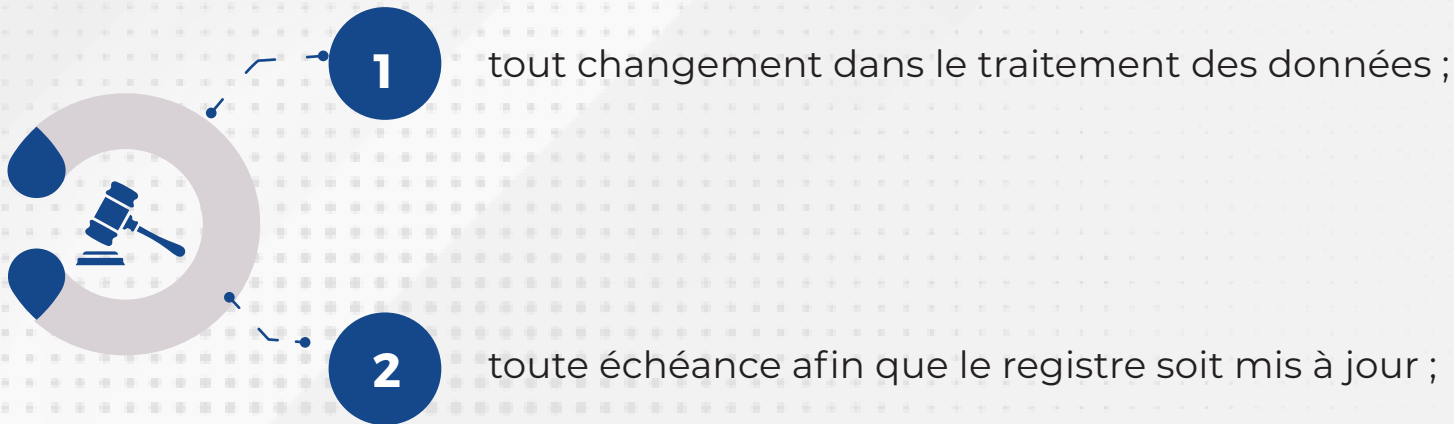 1 tout changement dans le traitement des données ;
2 toute échéance afin que le registre soit mis à jour ;